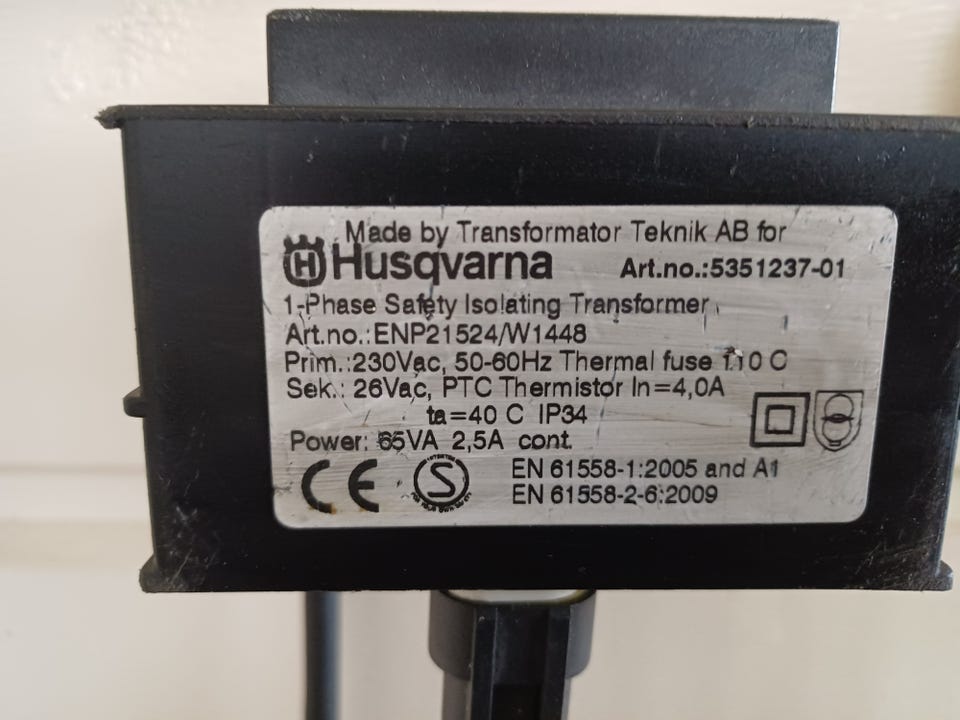 Made by Transformator Teknik AB for
H Husqvarna Art.no.:5351237-01
1-Phase Safety Isolating Transformer
Art.no.:ENP21524/W1448
Prim.:230Vac, 50-60Hz Thermal fuse 110 C
Sek.: 26Vac, PTC Thermistor In=4,0A
ta=40 C IP34
Power: 65VA 2,5A cont.
CE S EN 61558-1:2005 and A1
EN 61558-2-6:2009